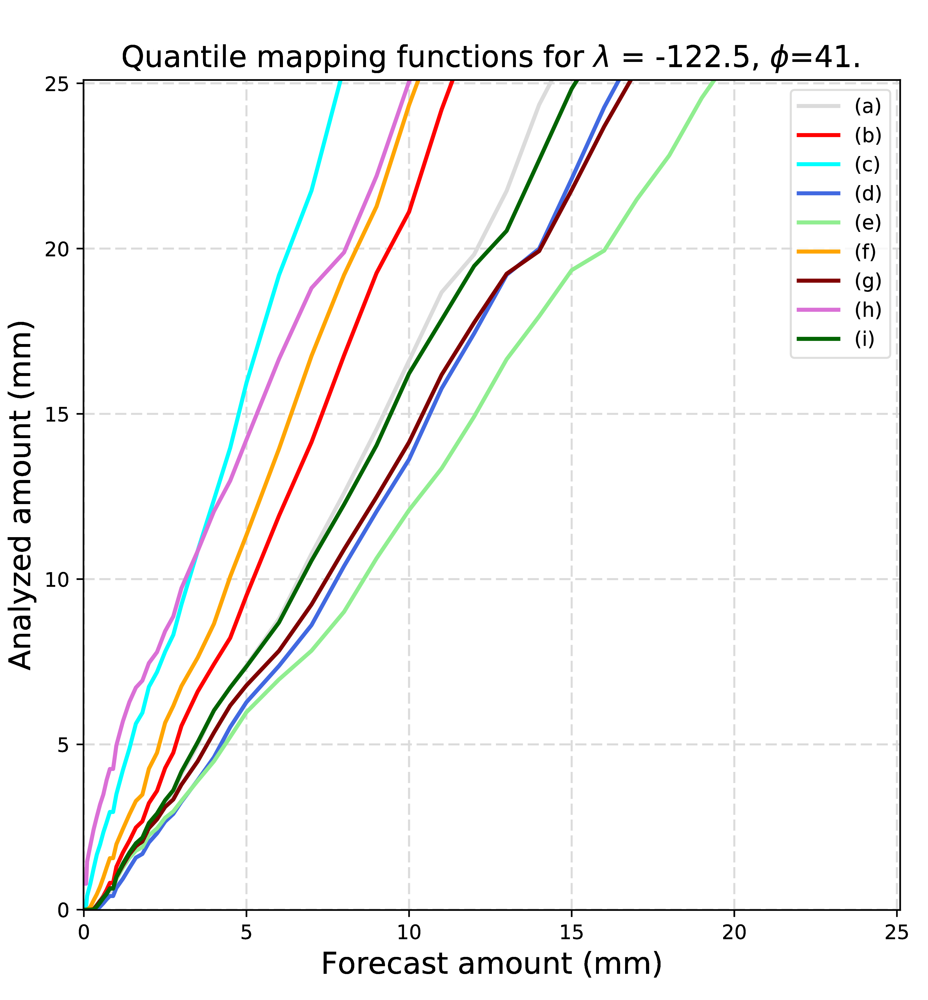 Quantile mapping functions for λ = -122.5, ϕ=41.
25
20
15
10
5
0
Analyzed amount (mm)
(a)
(b)
(c)
(d)
(e)
(f)
(g)
(h)
(i)
0 5 10 15 20 25
Forecast amount (mm)